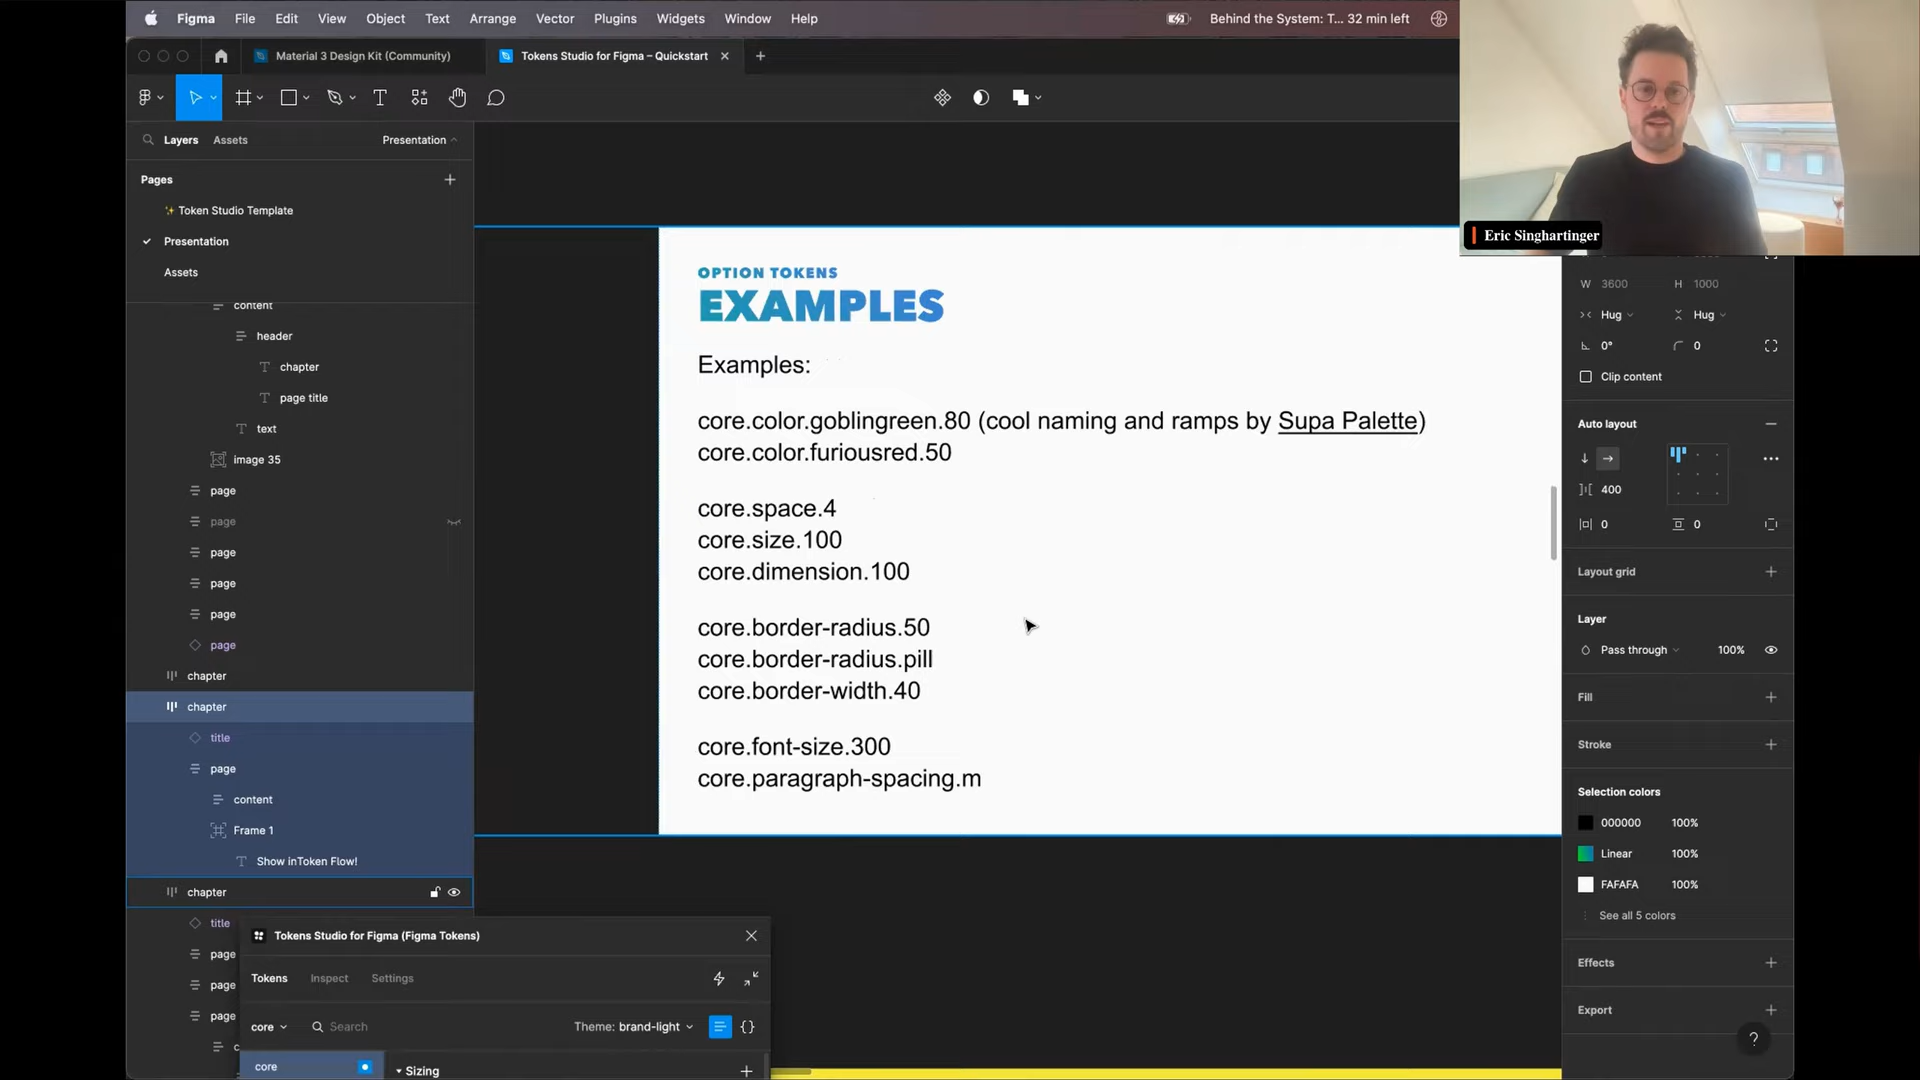 Figma File Edit View Object Text Arrange Vector Plugins Widgets Window Help
Behind the System: T... 32 min left
Material 3 Design Kit (Community)
Tokens Studio for Figma – Quickstart
Layers Assets Presentation
Pages
✨ Token Studio Template
Presentation
Assets
content
header
chapter
page title
text
image 35
page
page
page
page
page
page
chapter
chapter
title
page
content
Frame 1
Show inToken Flow!
chapter
title
page
page
page
OPTION TOKENS
EXAMPLES
Examples:
core.color.goblingreen.80 (cool naming and ramps by Supa Palette)
core.color.furiousred.50
core.space.4
core.size.100
core.dimension.100
core.border-radius.50
core.border-radius.pill
core.border-width.40
core.font-size.300
core.paragraph-spacing.m
Tokens Studio for Figma (Figma Tokens)
Tokens Inspect Settings
core Search Theme: brand-light {}
core
Sizing
Eric Singhartinger
W 3600 H 1000
Hug Hug
0° 0
Clip content
Auto layout
400
0 0
Layout grid
Layer
Pass through 100%
Fill
Stroke
Selection colors
000000 100%
Linear 100%
FAFAFA 100%
See all 5 colors
Effects
Export
?